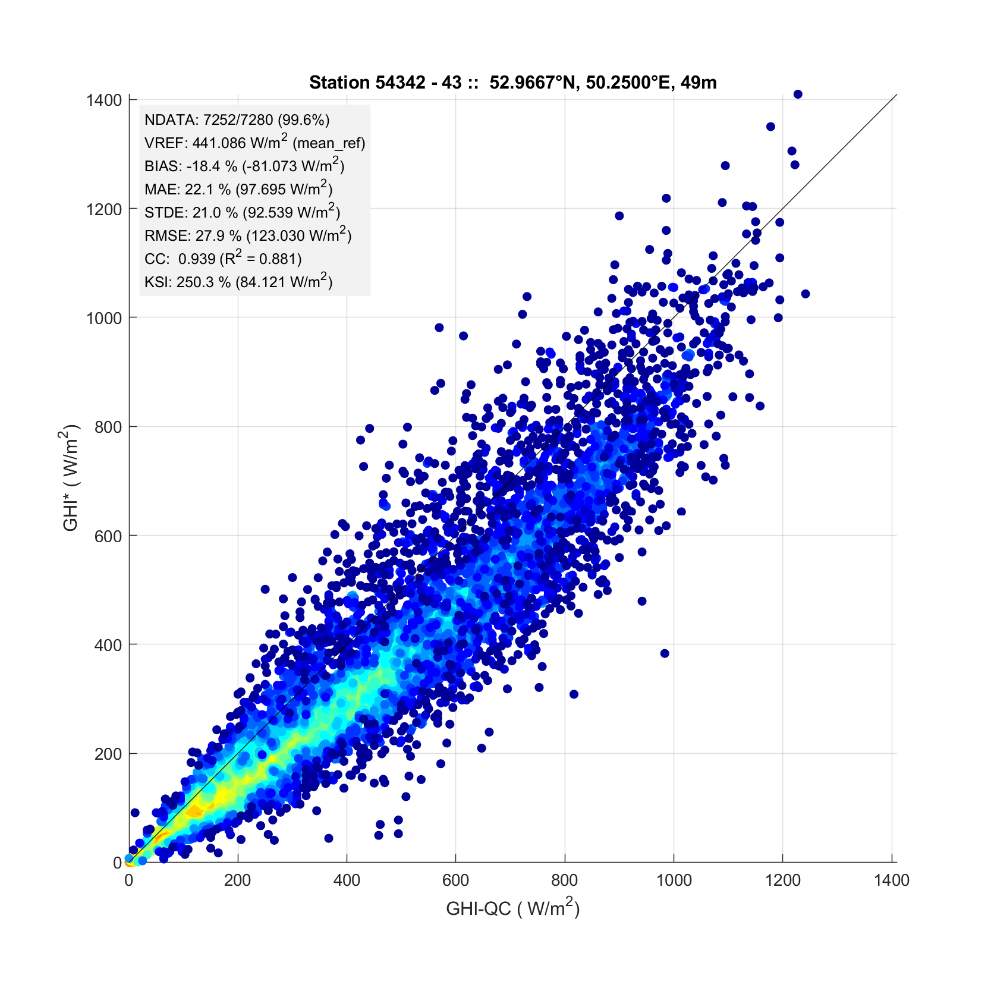 Station 54342 - 43 :: 52.9667°N, 50.2500°E, 49m
NDATA: 7252/7280 (99.6%)
VREF: 441.086 W/m² (mean_ref)
BIAS: -18.4 % (-81.073 W/m²)
MAE: 22.1 % (97.695 W/m²)
STDE: 21.0 % (92.539 W/m²)
RMSE: 27.9 % (123.030 W/m²)
CC: 0.939 (R² = 0.881)
KSI: 250.3 % (84.121 W/m²)
1400
1200
1000
800
600
400
200
0
GHI* ( W/m²)
0 200 400 600 800 1000 1200 1400
GHI-QC ( W/m²)